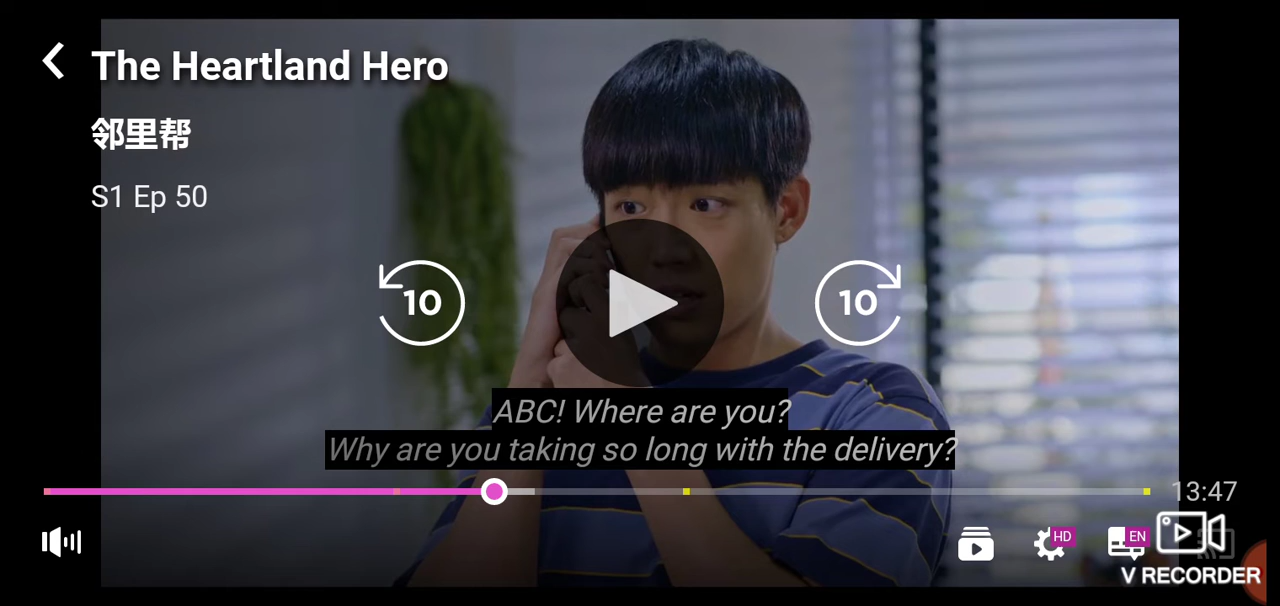 The Heartland Hero
邻里帮
S1 Ep 50
10
10
ABC! Where are you?
Why are you taking so long with the delivery?
13:47
HD
EN
V RECORDER